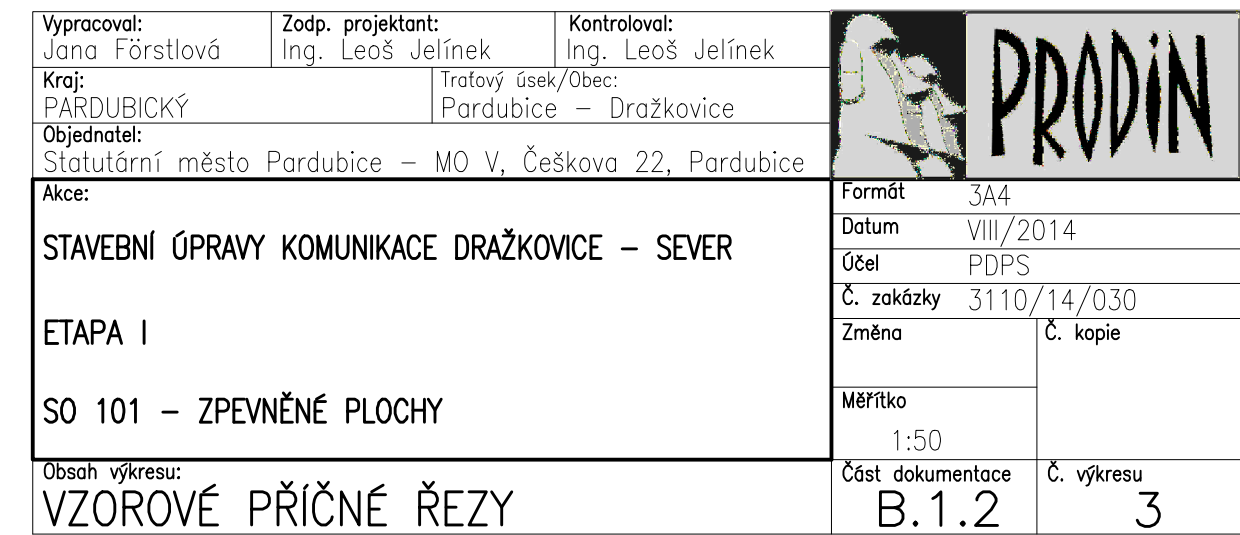 Vypracoval: Zodp. projektant: Kontroloval:
Jana Förstlová Ing. Leoš Jelínek Ing. Leoš Jelínek
PRODiN
Kraj: Traťový úsek/Obec:
PARDUBICKÝ Pardubice – Dražkovice
Objednatel:
Statutární město Pardubice – MO V, Češkova 22, Pardubice
Akce:
STAVEBNÍ ÚPRAVY KOMUNIKACE DRAŽKOVICE – SEVER
ETAPA I
SO 101 – ZPEVNĚNÉ PLOCHY
Formát 3A4
Datum VIII/2014
Účel PDPS
Č. zakázky 3110/14/030
Změna Č. kopie
Měřítko
1:50
Obsah výkresu: Část dokumentace Č. výkresu
VZOROVÉ PŘÍČNÉ ŘEZY B.1.2 3